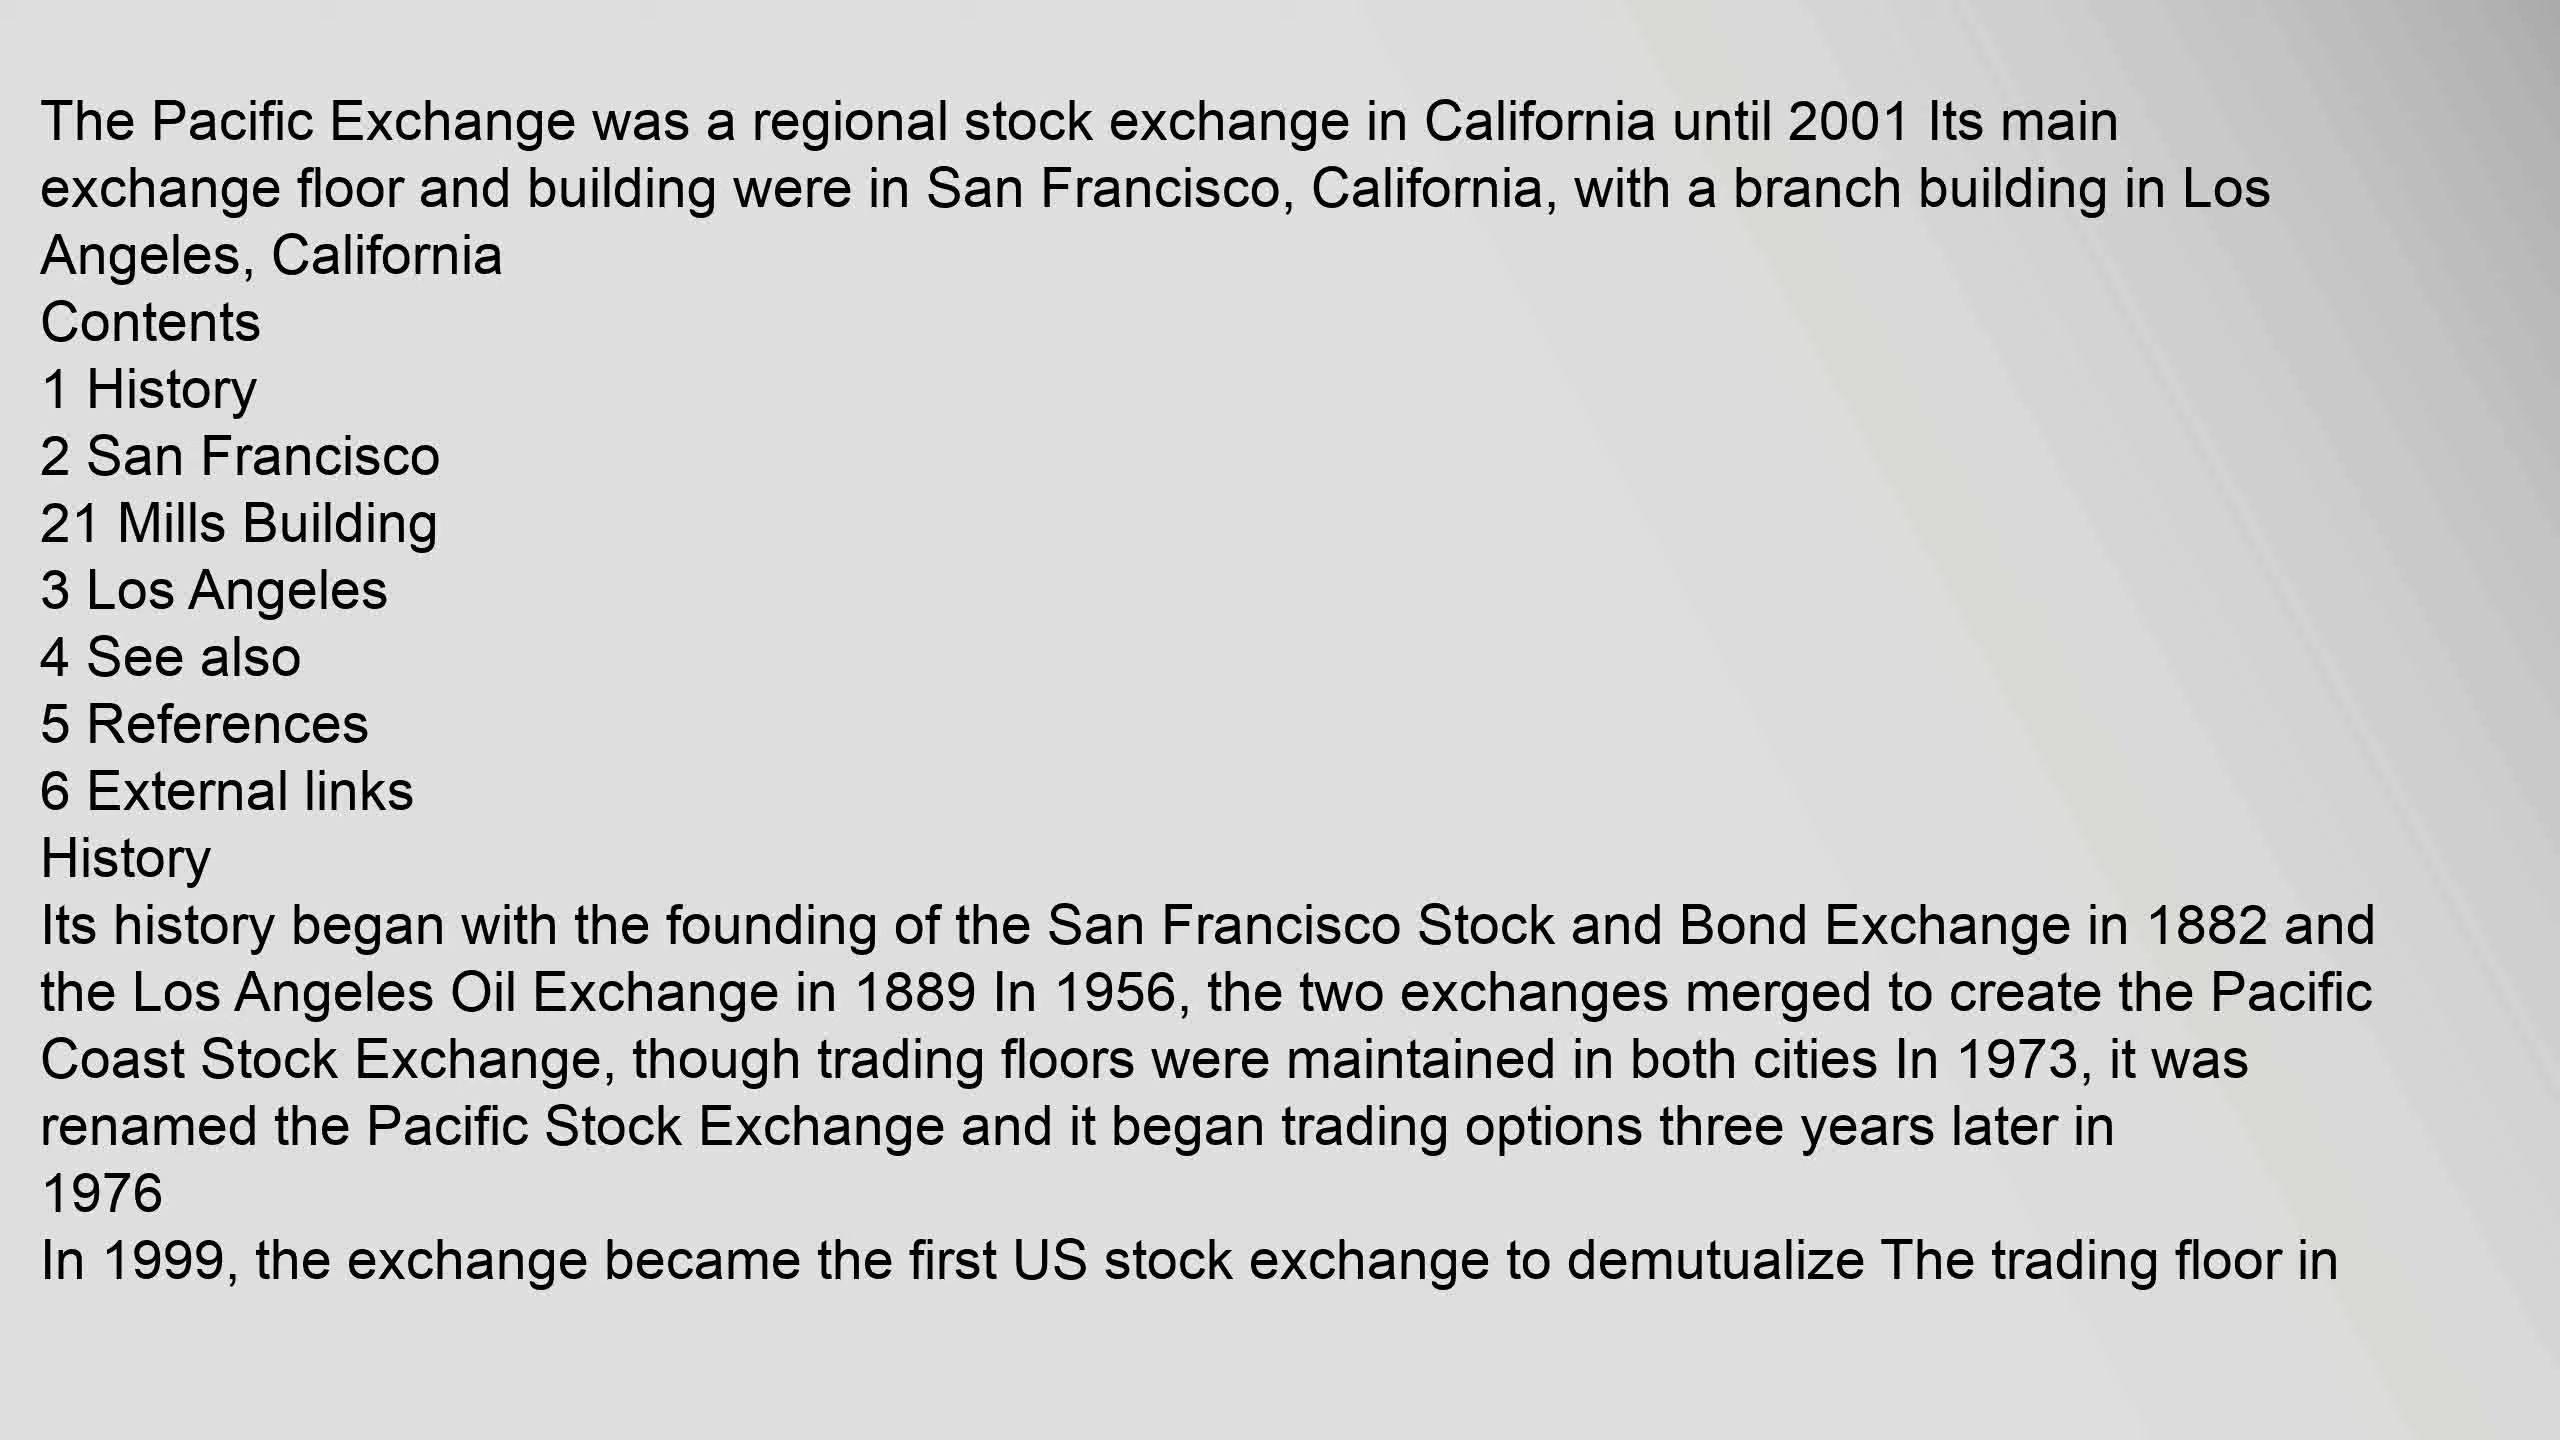 The Pacific Exchange was a regional stock exchange in California until 2001 Its main
exchange floor and building were in San Francisco, California, with a branch building in Los
Angeles, California
Contents
1 History
2 San Francisco
21 Mills Building
3 Los Angeles
4 See also
5 References
6 External links
History
Its history began with the founding of the San Francisco Stock and Bond Exchange in 1882 and
the Los Angeles Oil Exchange in 1889 In 1956, the two exchanges merged to create the Pacific
Coast Stock Exchange, though trading floors were maintained in both cities In 1973, it was
renamed the Pacific Stock Exchange and it began trading options three years later in
1976
In 1999, the exchange became the first US stock exchange to demutualize The trading floor in